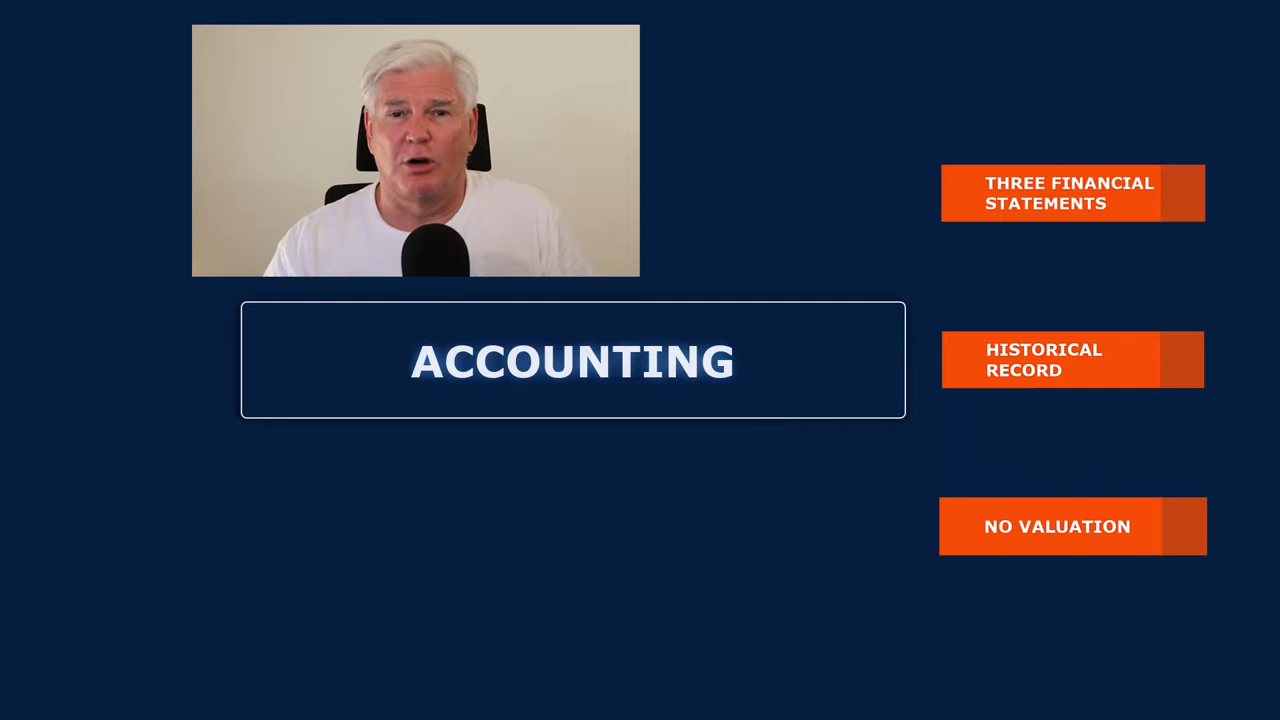 THREE FINANCIAL
STATEMENTS
ACCOUNTING
HISTORICAL
RECORD
NO VALUATION